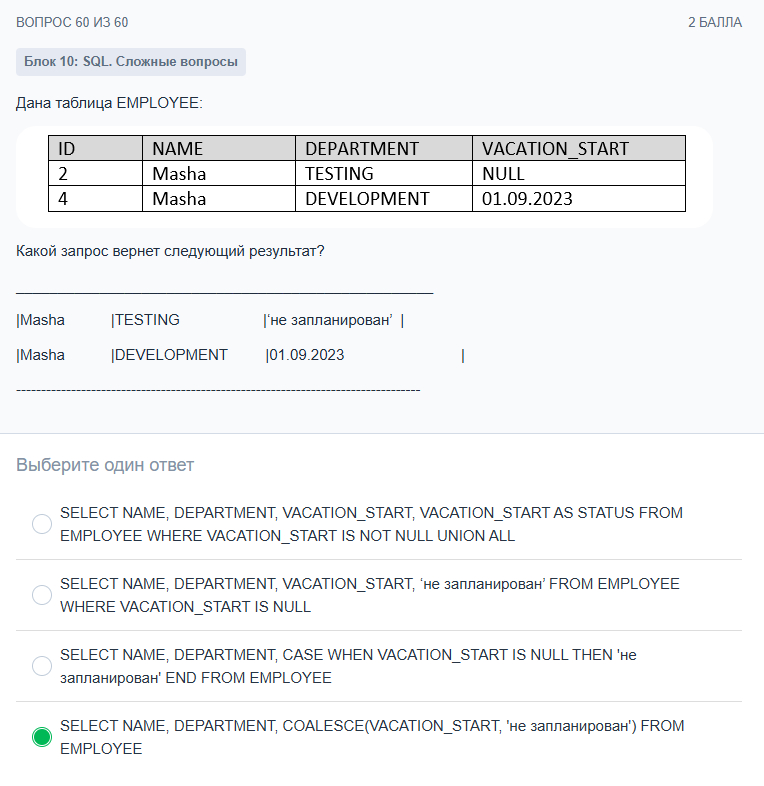 ВОПРОС 60 ИЗ 60 2 БАЛЛА
Блок 10: SQL. Сложные вопросы
Дана таблица EMPLOYEE:
ID NAME DEPARTMENT VACATION_START
2 Masha TESTING NULL
4 Masha DEVELOPMENT 01.09.2023
Какой запрос вернет следующий результат?
|Masha |TESTING |‘не запланирован’ |
|Masha |DEVELOPMENT |01.09.2023 |
Выберите один ответ
SELECT NAME, DEPARTMENT, VACATION_START, VACATION_START AS STATUS FROM
EMPLOYEE WHERE VACATION_START IS NOT NULL UNION ALL
SELECT NAME, DEPARTMENT, VACATION_START, ‘не запланирован’ FROM EMPLOYEE
WHERE VACATION_START IS NULL
SELECT NAME, DEPARTMENT, CASE WHEN VACATION_START IS NULL THEN 'не
запланирован' END FROM EMPLOYEE
SELECT NAME, DEPARTMENT, COALESCE(VACATION_START, 'не запланирован') FROM
EMPLOYEE